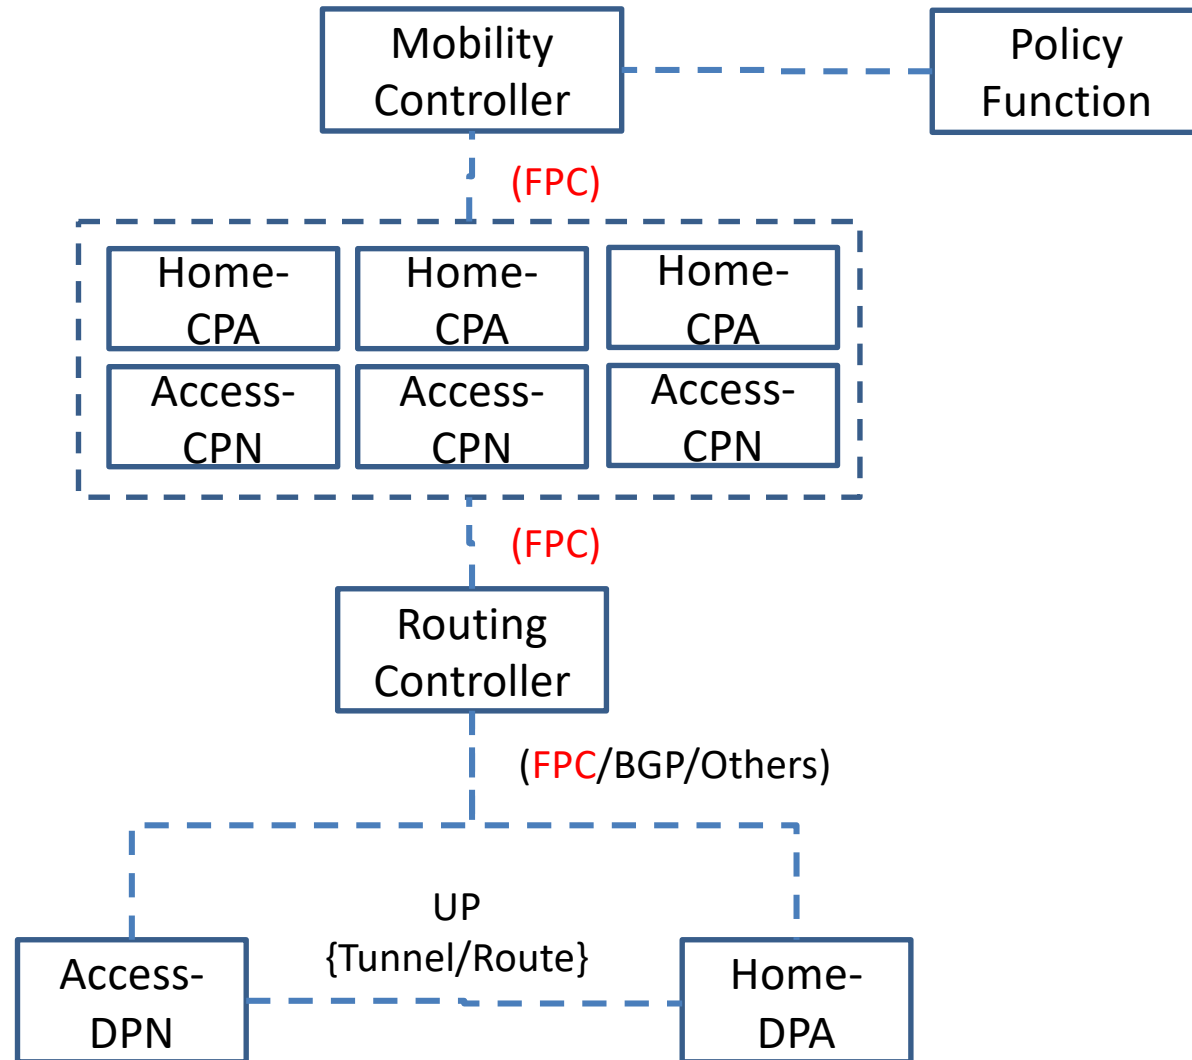 Mobility
Controller
Policy
Function
(FPC)
Home-
CPA
Home-
CPA
Home-
CPA
Access-
CPN
Access-
CPN
Access-
CPN
(FPC)
Routing
Controller
(FPC/BGP/Others)
UP
{Tunnel/Route}
Access-
DPN
Home-
DPA